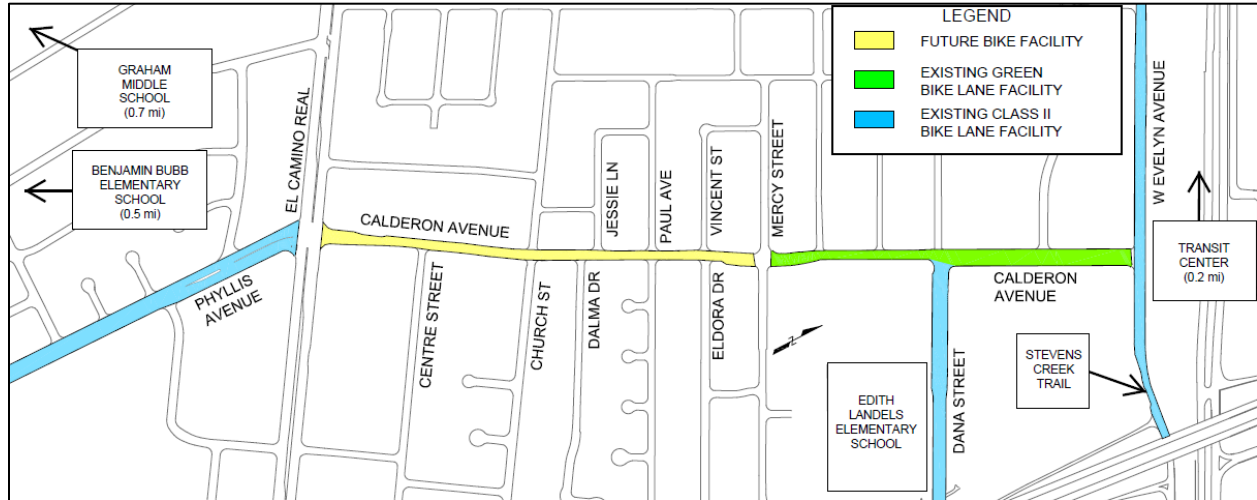 LEGEND
FUTURE BIKE FACILITY
EXISTING GREEN
BIKE LANE FACILITY
EXISTING CLASS II
BIKE LANE FACILITY
GRAHAM
MIDDLE
SCHOOL
(0.7 mi)
BENJAMIN BUBB
ELEMENTARY
SCHOOL
(0.5 mi)
EL CAMINO REAL
CALDERON AVENUE
JESSIE LN
PAUL AVE
VINCENT ST
MERCY STREET
W EVELYN AVENUE
TRANSIT
CENTER
(0.2 mi)
PHYLLIS
AVENUE
CENTRE STREET
CHURCH ST
DALMA DR
ELDORA DR
Z
CALDERON
AVENUE
EDITH
LANDELS
ELEMENTARY
SCHOOL
DANA STREET
STEVENS
CREEK
TRAIL